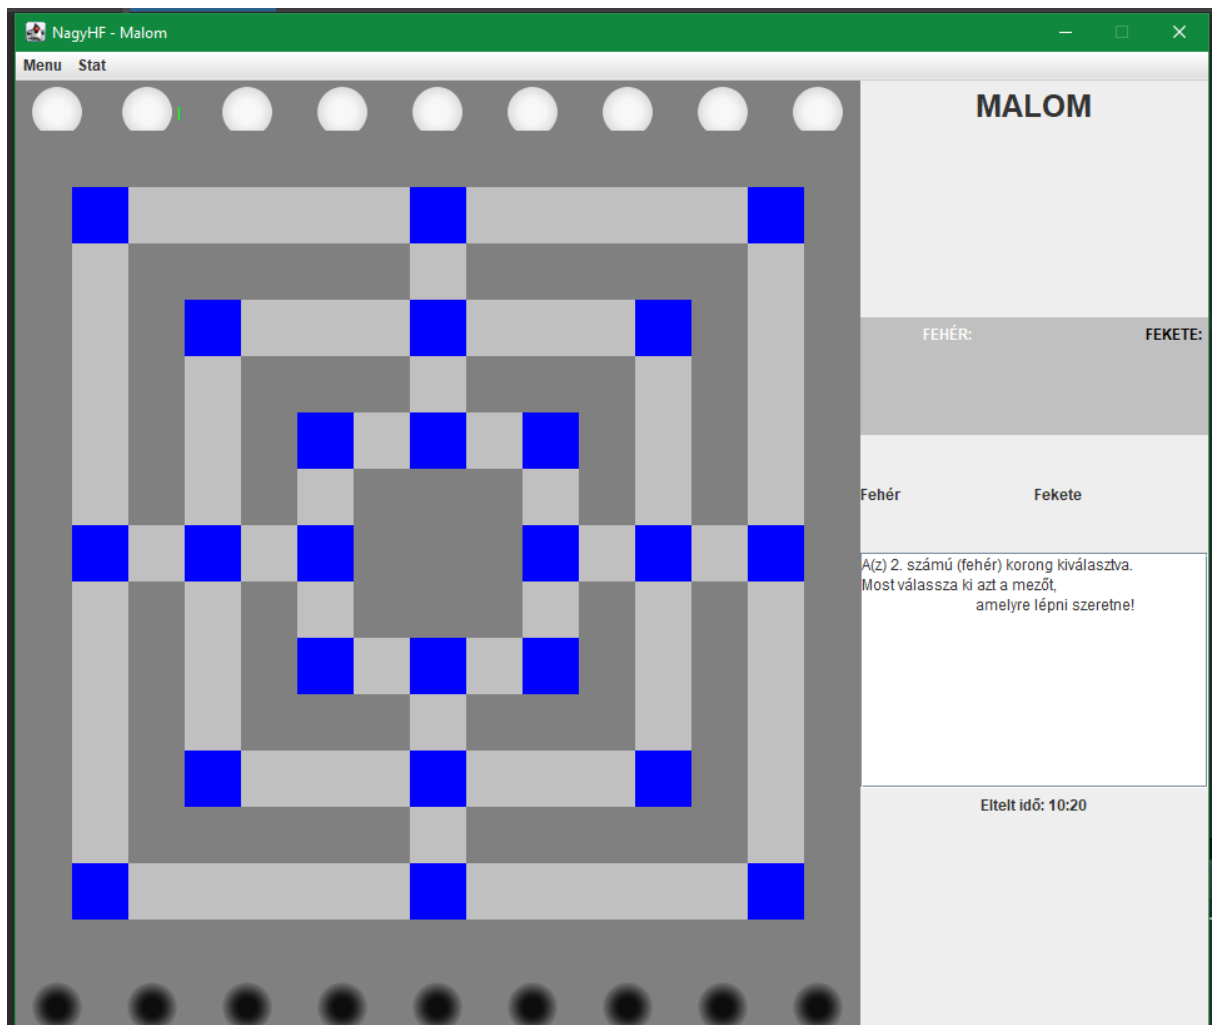 NagyHF - Malom
Menu Stat
MALOM
FEHÉR: FEKETE:
Fehér Fekete
A(z) 2. számú (fehér) korong kiválasztva.
Most válassza ki azt a mezőt,
amelyre lépni szeretne!
Eltelt idő: 10:20